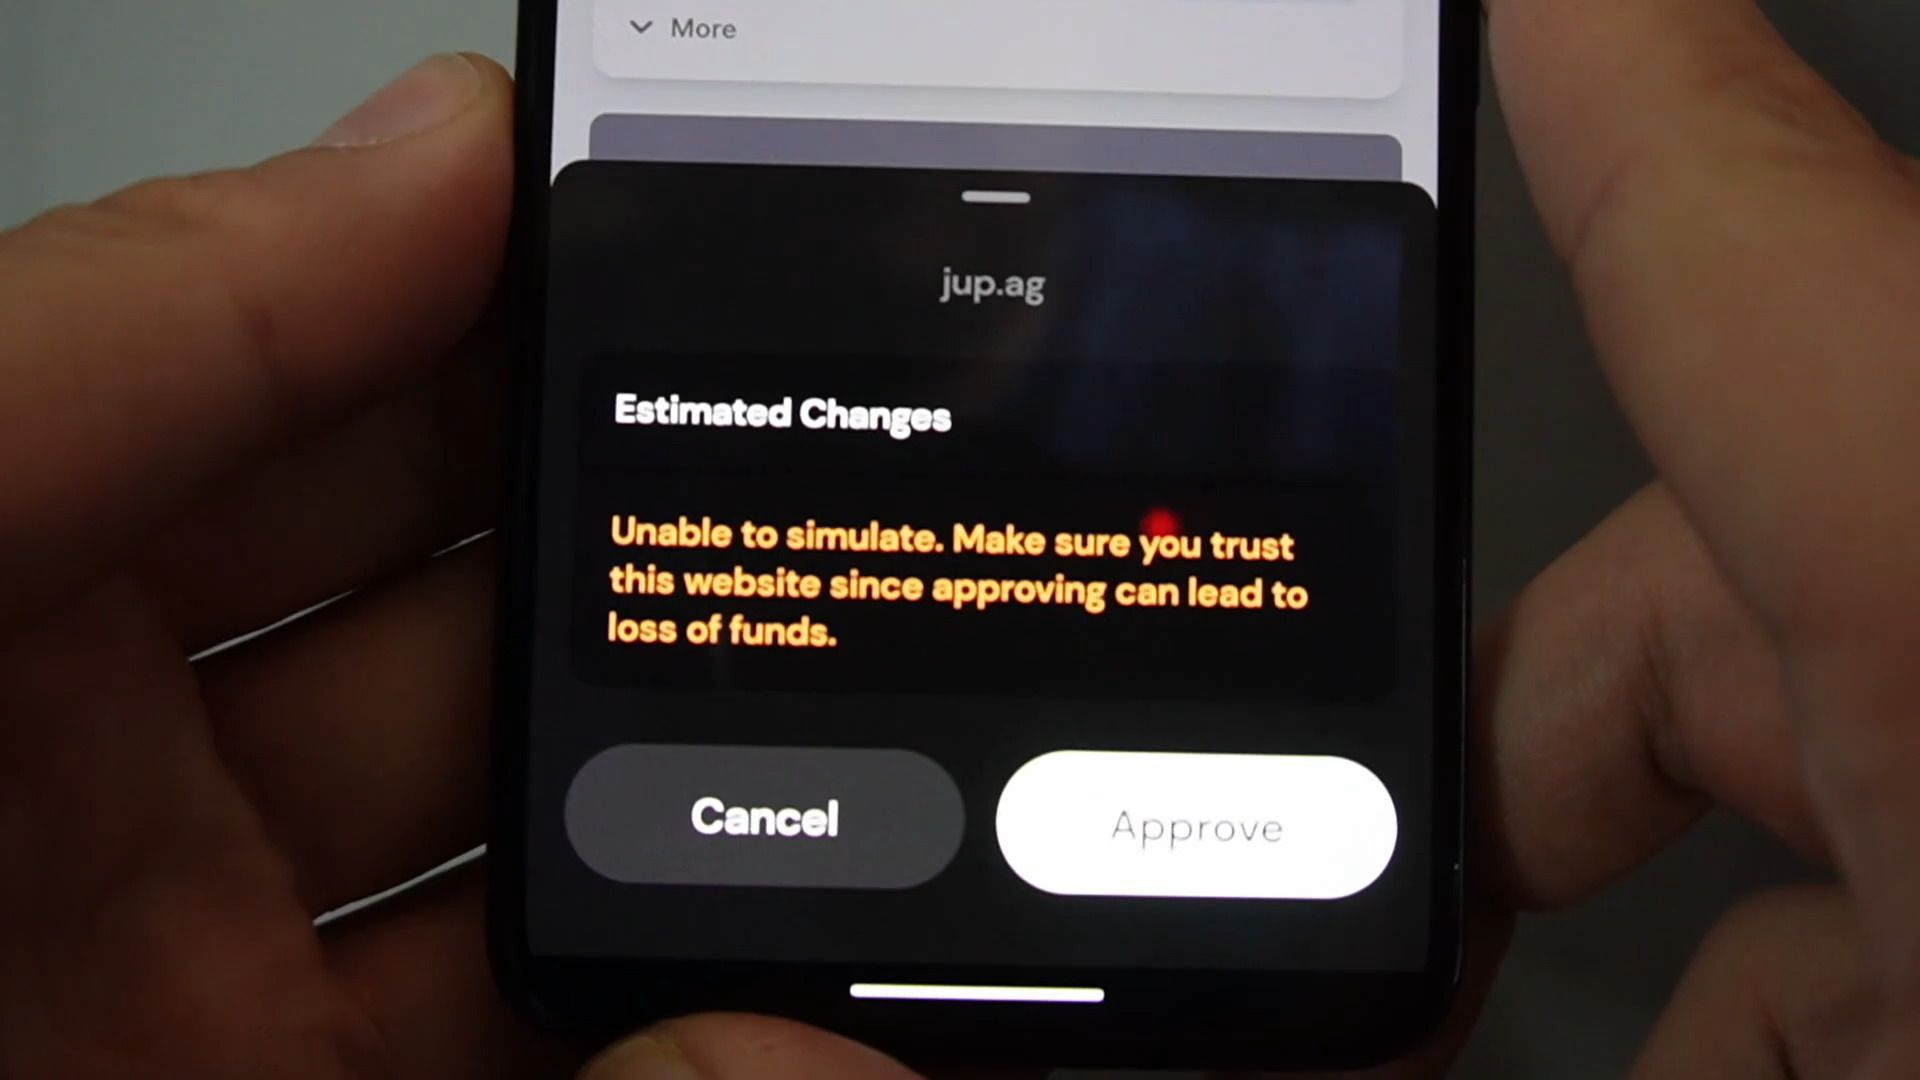 More
jup.ag
Estimated Changes
Unable to simulate. Make sure you trust
this website since approving can lead to
loss of funds.
Cancel
Approve